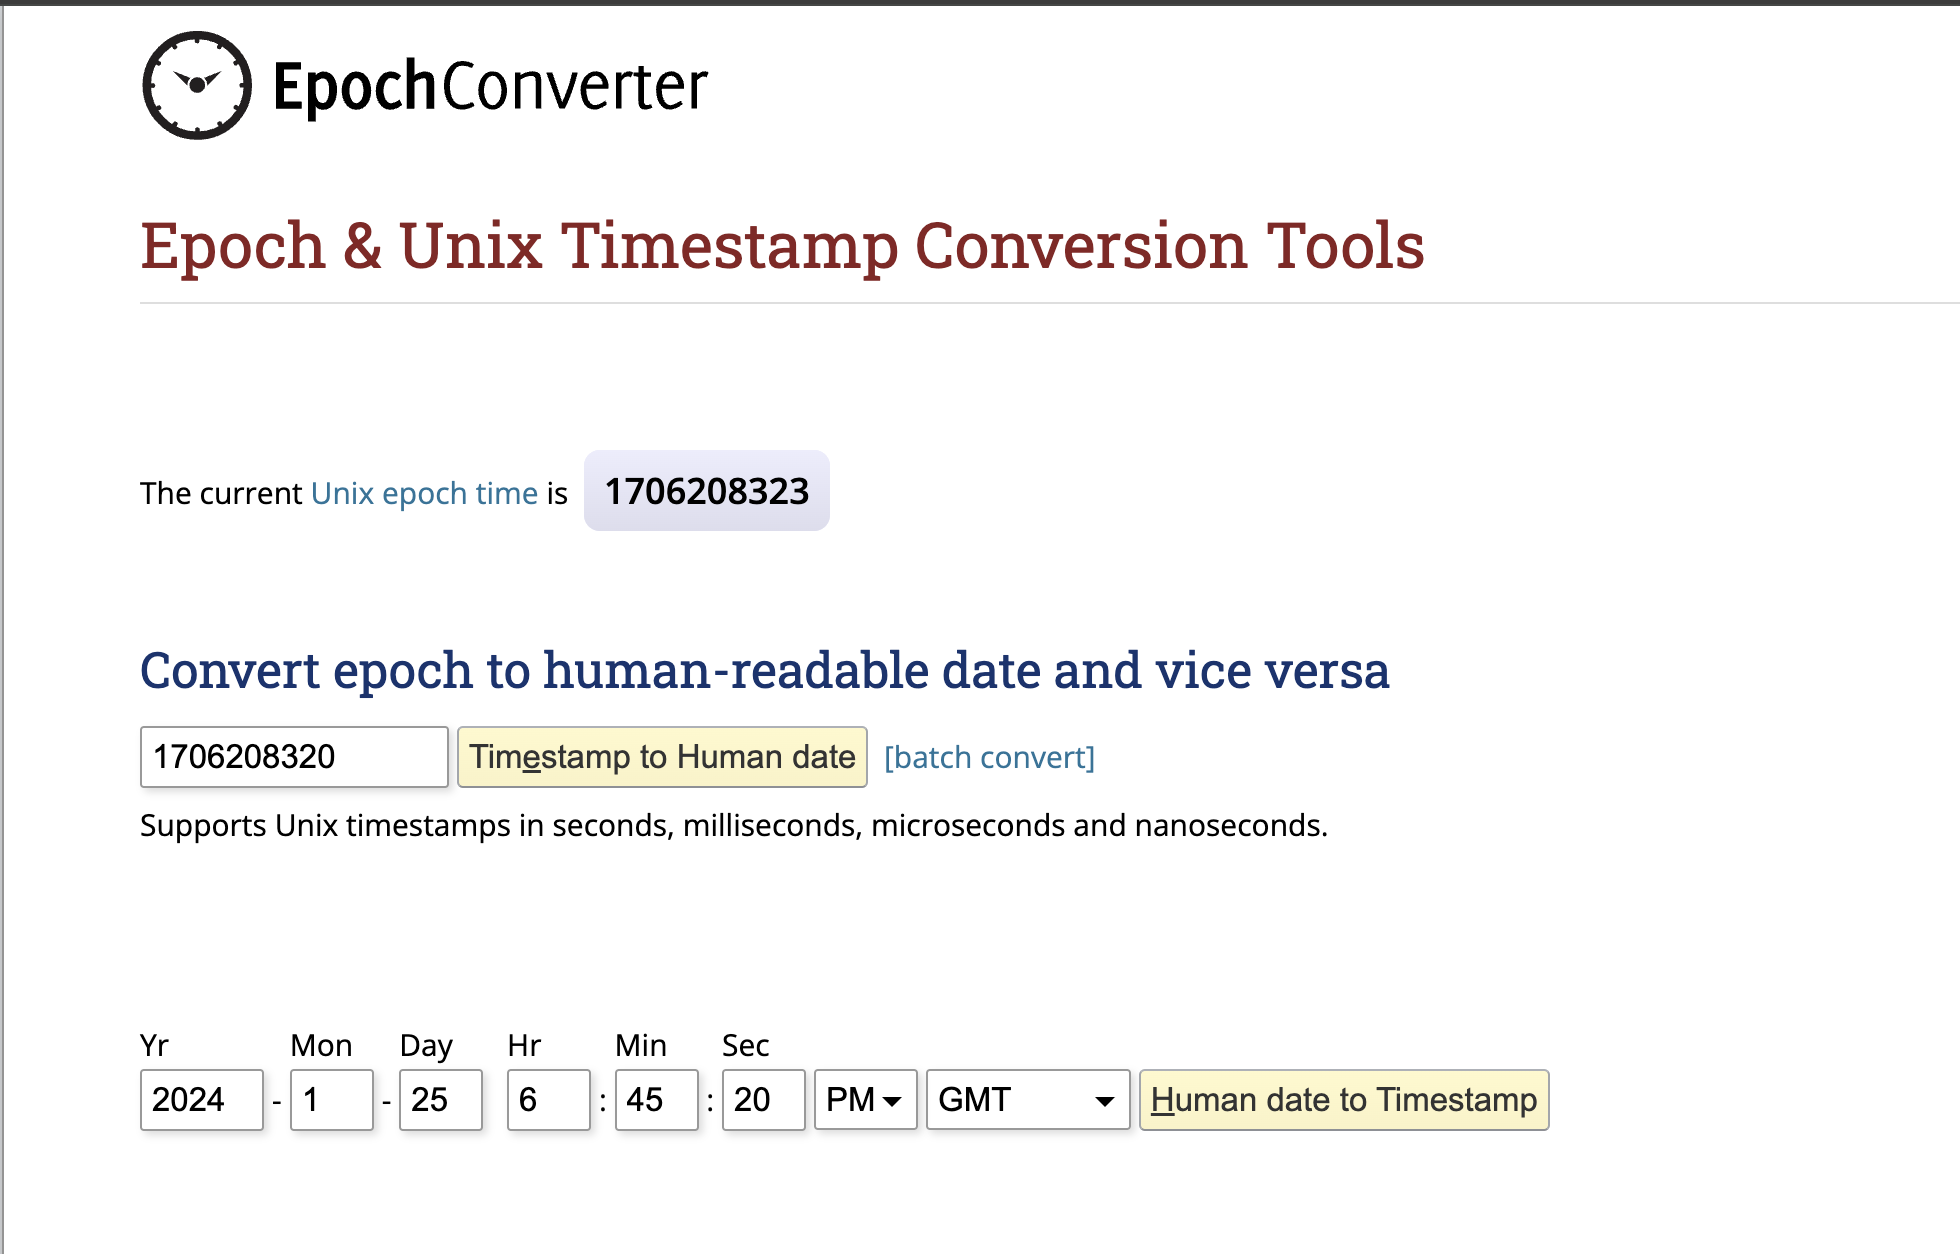 EpochConverter
Epoch & Unix Timestamp Conversion Tools
The current Unix epoch time is 1706208323
Convert epoch to human-readable date and vice versa
1706208320 Timestamp to Human date [batch convert]
Supports Unix timestamps in seconds, milliseconds, microseconds and nanoseconds.
Yr Mon Day Hr Min Sec
2024 - 1 - 25 6 : 45 : 20 PM GMT Human date to Timestamp